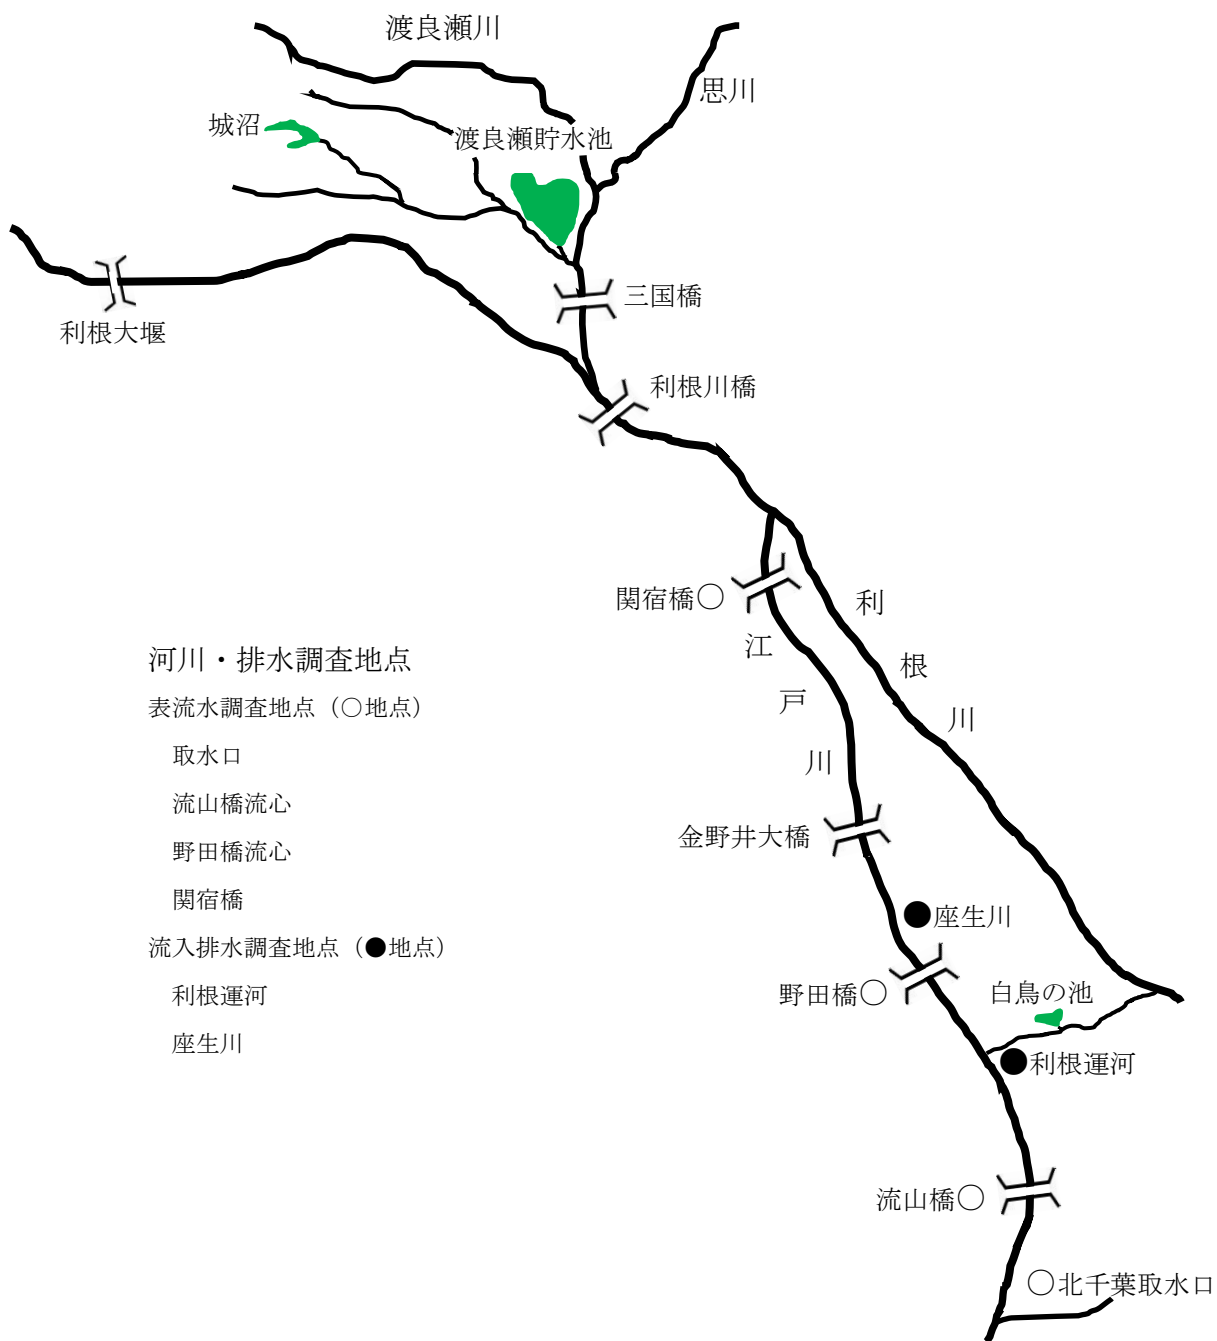 渡良瀬川
思川
城沼
渡良瀬貯水池
三国橋
利根大堰
利根川橋
関宿橋○
利根川
江戸川
河川・排水調査地点
表流水調査地点（○地点）
取水口
流山橋流心
野田橋流心
関宿橋
流入排水調査地点（●地点）
利根運河
座生川
金野井大橋
●座生川
野田橋○
白鳥の池
●利根運河
流山橋○
○北千葉取水口